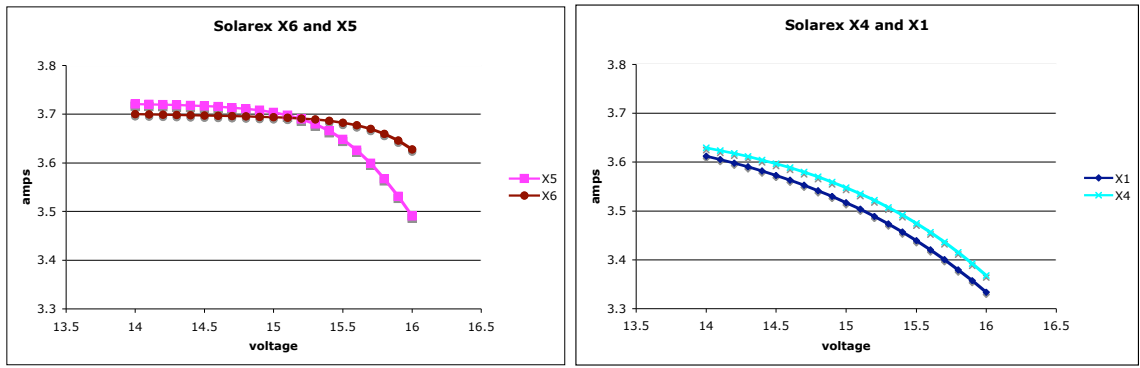 Solarex X6 and X5
3.8
3.7
3.6
3.5
3.4
3.3
amps
13.5 14 14.5 15 15.5 16 16.5
voltage
X5
X6
Solarex X4 and X1
3.8
3.7
3.6
3.5
3.4
3.3
amps
13.5 14 14.5 15 15.5 16 16.5
voltage
X1
X4